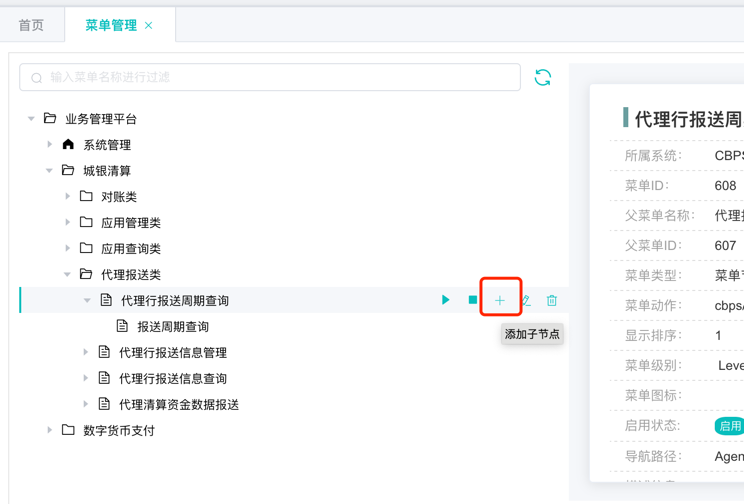 首页
菜单管理 ×
输入菜单名称进行过滤
业务管理平台
系统管理
城银清算
对账类
应用管理类
应用查询类
代理报送类
代理行报送周期查询
添加子节点
报送周期查询
代理行报送信息管理
代理行报送信息查询
代理清算资金数据报送
数字货币支付
代理行报送周
所属系统： CBPS
菜单ID： 608
父菜单名称： 代理
父菜单ID： 607
菜单类型： 菜单
菜单动作： cbps
显示排序： 1
菜单级别： Leve
菜单图标：
启用状态： 启用
导航路径： Agen